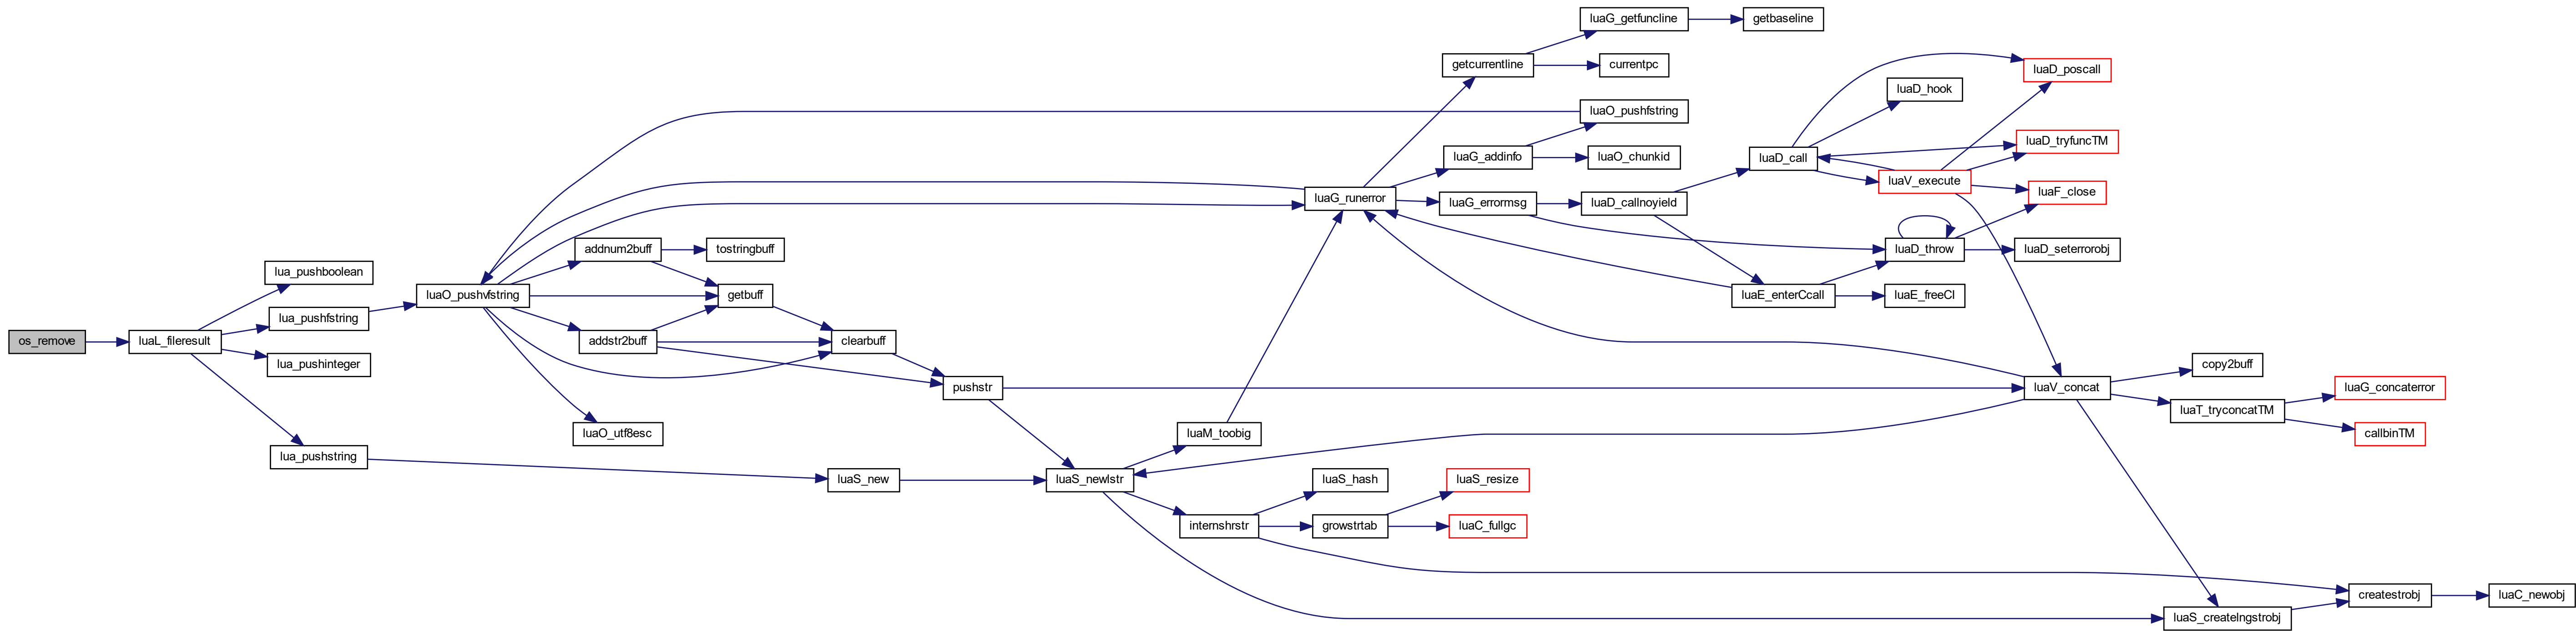 os_remove
luaL_fileresult
lua_pushboolean
lua_pushfstring
lua_pushinteger
lua_pushstring
luaO_pushvfstring
addnum2buff
tostringbuff
getbuff
addstr2buff
clearbuff
luaO_utf8esc
pushstr
luaS_new
luaS_newlstr
luaM_toobig
internshrstr
luaG_runerror
luaS_hash
growstrtab
getcurrentline
luaG_addinfo
luaG_errormsg
luaS_resize
luaC_fullgc
luaG_getfuncline
currentpc
luaO_pushfstring
luaO_chunkid
luaD_callnoyield
getbaseline
luaD_call
luaE_enterCcall
luaD_hook
luaV_execute
luaD_throw
luaE_freeCI
luaD_poscall
luaD_tryfuncTM
luaF_close
luaD_seterrorobj
luaV_concat
copy2buff
luaT_tryconcatTM
luaG_concaterror
callbinTM
luaS_createlngstrobj
createstrobj
luaC_newobj